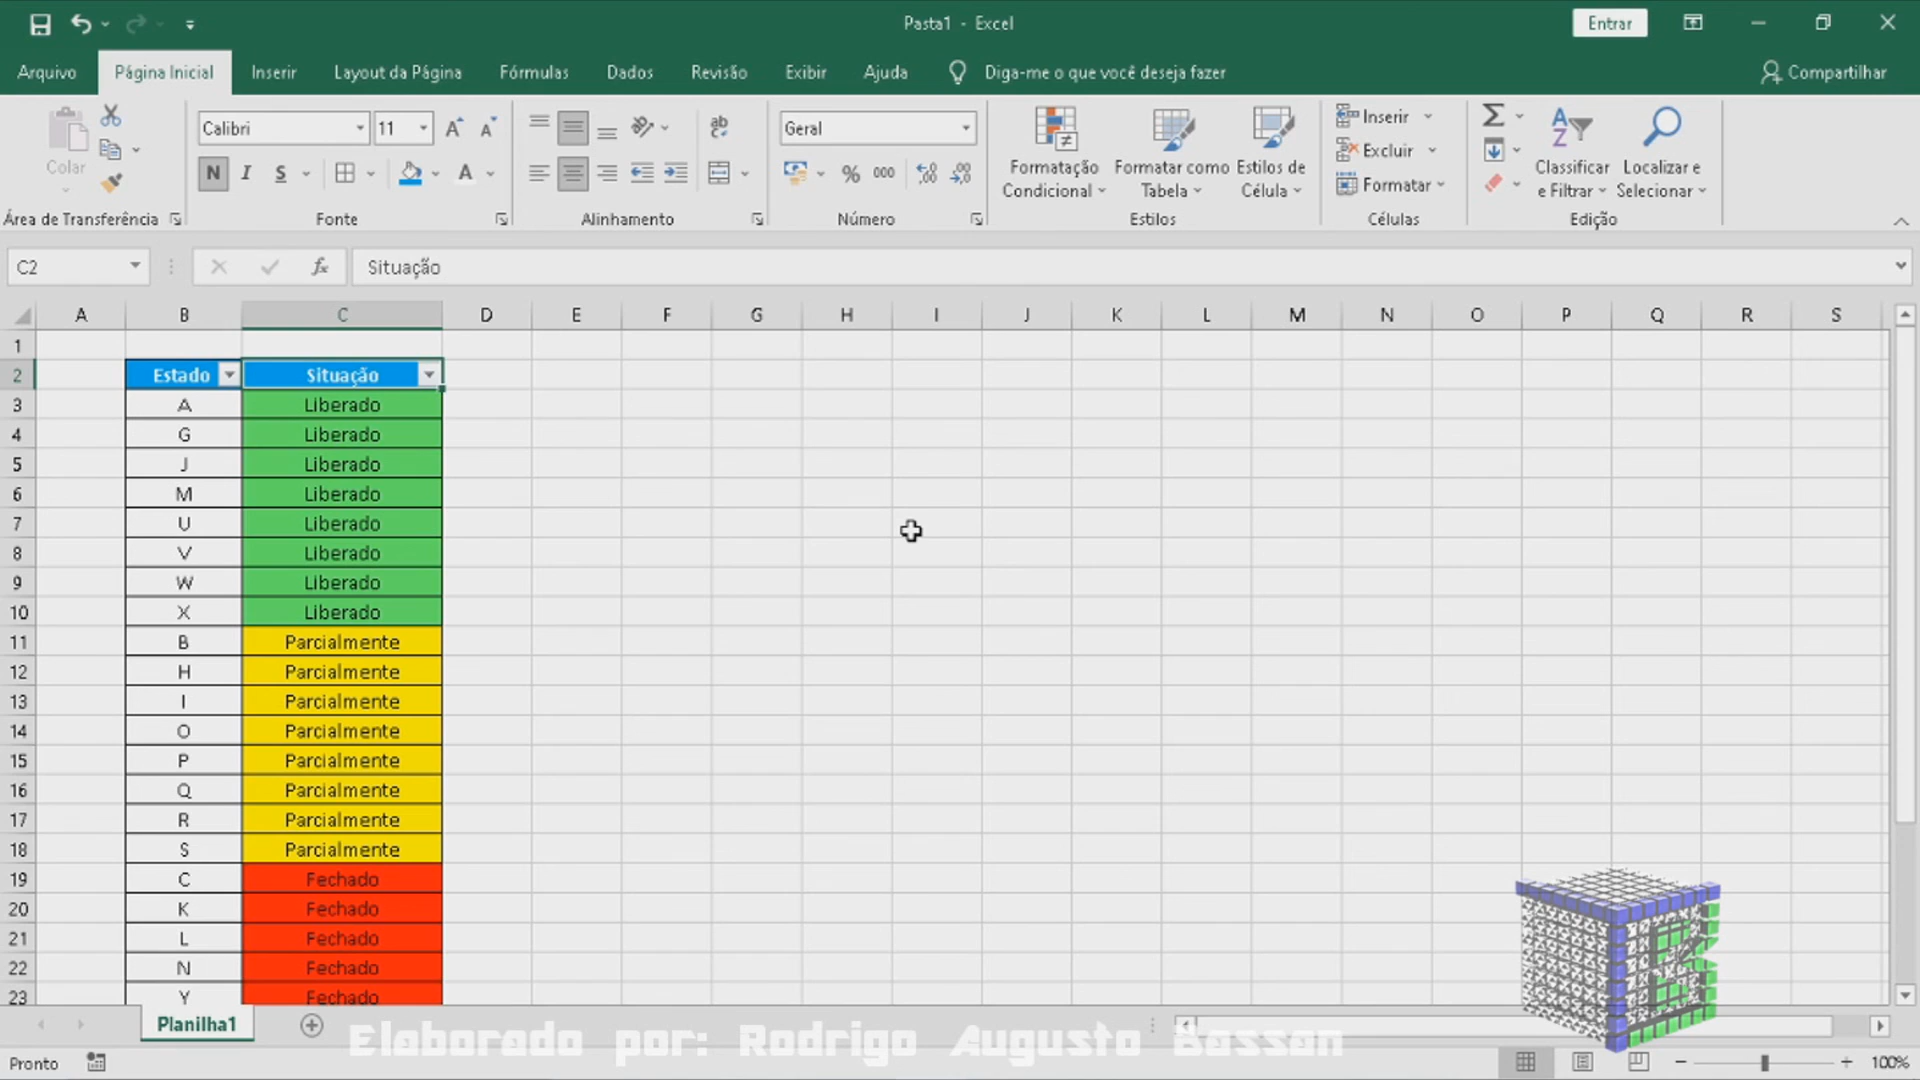 Pasta1 - Excel
Entrar
Arquivo Página Inicial Inserir Layout da Página Fórmulas Dados Revisão Exibir Ajuda Diga-me o que você deseja fazer Compartilhar
Colar
Área de Transferência
Calibri 11
N I S
Fonte
ab
Alinhamento
Geral
% 000
Número
Formatação Condicional
Formatar como Tabela
Estilos de Célula
Estilos
Inserir
Excluir
Formatar
Células
Classificar e Filtrar
Localizar e Selecionar
Edição
C2 fx Situação
A B C D E F G H I J K L M N O P Q R S
1
2 Estado Situação
3 A Liberado
4 G Liberado
5 J Liberado
6 M Liberado
7 U Liberado
8 V Liberado
9 W Liberado
10 X Liberado
11 B Parcialmente
12 H Parcialmente
13 I Parcialmente
14 O Parcialmente
15 P Parcialmente
16 Q Parcialmente
17 R Parcialmente
18 S Parcialmente
19 C Fechado
20 K Fechado
21 L Fechado
22 N Fechado
23 Y Fechado
Planilha1
Elaborado por: Rodrigo Augusto Bassan
Pronto
100%